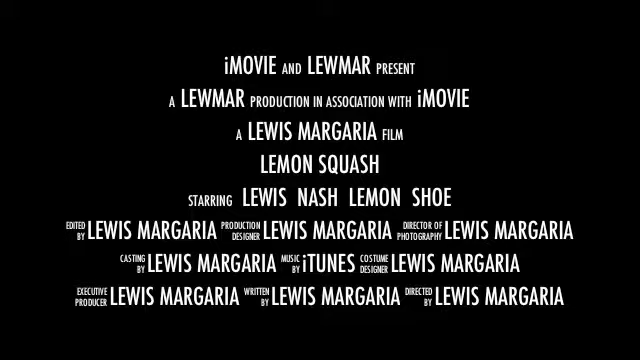 iMOVIE AND LEWMAR PRESENT
A LEWMAR PRODUCTION IN ASSOCIATION WITH iMOVIE
A LEWIS MARGARIA FILM
LEMON SQUASH
STARRING LEWIS NASH LEMON SHOE
EDITED BY LEWIS MARGARIA PRODUCTION DESIGNER LEWIS MARGARIA DIRECTOR OF PHOTOGRAPHY LEWIS MARGARIA
CASTING BY LEWIS MARGARIA MUSIC BY iTUNES COSTUME DESIGNER LEWIS MARGARIA
EXECUTIVE PRODUCER LEWIS MARGARIA WRITTEN BY LEWIS MARGARIA DIRECTED BY LEWIS MARGARIA